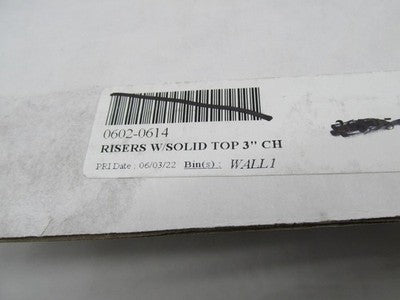 0602-0614
RISERS W/SOLID TOP 3" CH
PRI Date : 06/03/22 Bin(s) : WALL1